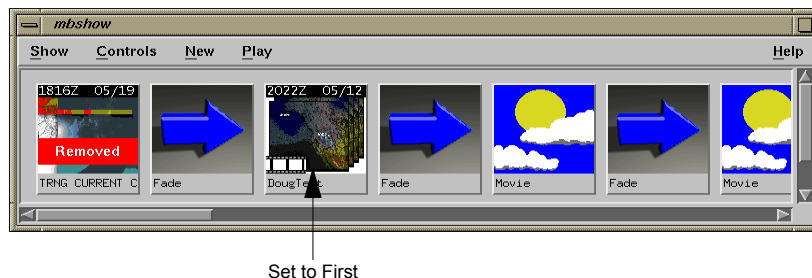 mbshow
Show Controls New Play Help
1816Z 05/19
Removed
TRNG CURRENT C
Fade
2022Z 05/12
DougTest
Fade
Movie
Fade
Movie
Set to First